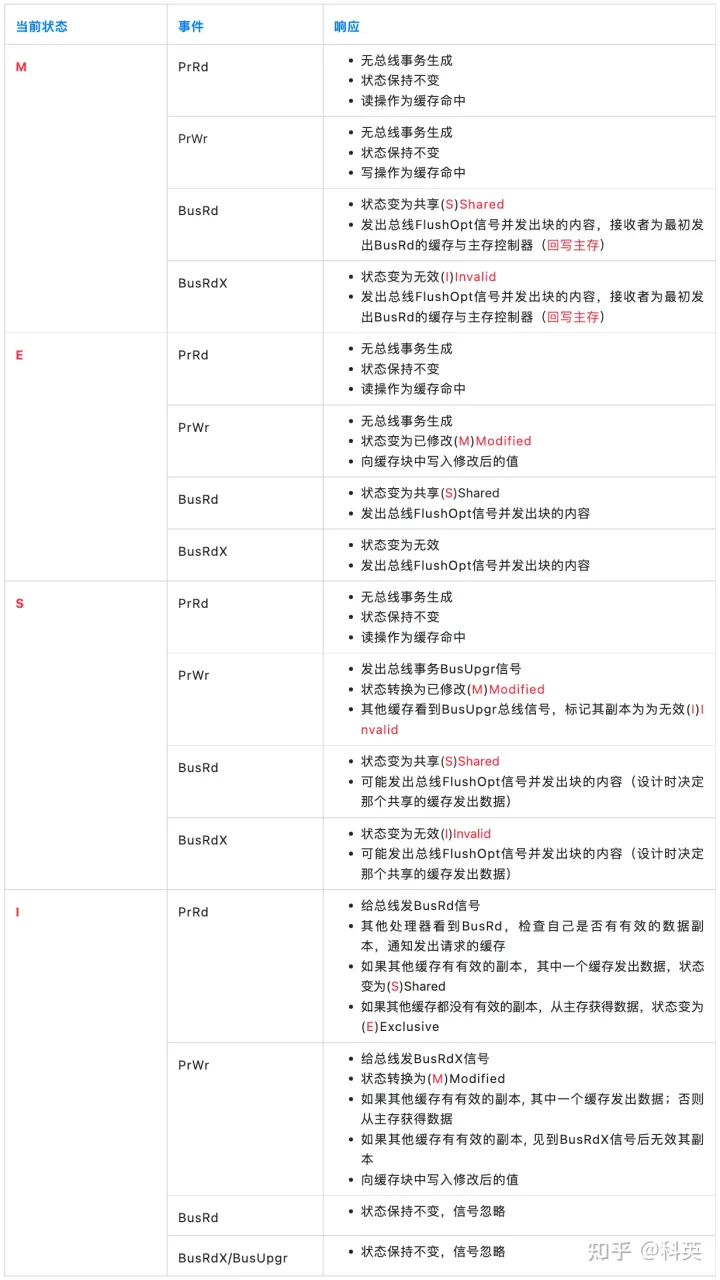 当前状态 事件 响应
M PrRd • 无总线事务生成
• 状态保持不变
• 读操作为缓存命中
PrWr • 无总线事务生成
• 状态保持不变
• 写操作为缓存命中
BusRd • 状态变为共享(S)Shared
• 发出总线FlushOpt信号并发出块的内容，接收者为最初发
出BusRd的缓存与主存控制器（回写主存）
BusRdX • 状态变为无效(I)Invalid
• 发出总线FlushOpt信号并发出块的内容，接收者为最初发
出BusRd的缓存与主存控制器（回写主存）
E PrRd • 无总线事务生成
• 状态保持不变
• 读操作为缓存命中
PrWr • 无总线事务生成
• 状态变为已修改(M)Modified
• 向缓存块中写入修改后的值
BusRd • 状态变为共享(S)Shared
• 发出总线FlushOpt信号并发出块的内容
BusRdX • 状态变为无效
• 发出总线FlushOpt信号并发出块的内容
S PrRd • 无总线事务生成
• 状态保持不变
• 读操作为缓存命中
PrWr • 发出总线事务BusUpgr信号
• 状态转换为已修改(M)Modified
• 其他缓存看到BusUpgr总线信号，标记其副本为为无效(I)I
nvalid
BusRd • 状态变为共享(S)Shared
• 可能发出总线FlushOpt信号并发出块的内容（设计时决定
那个共享的缓存发出数据）
BusRdX • 状态变为无效(I)Invalid
• 可能发出总线FlushOpt信号并发出块的内容（设计时决定
那个共享的缓存发出数据）
I PrRd • 给总线发BusRd信号
• 其他处理器看到BusRd，检查自己是否有有效的数据副
本，通知发出请求的缓存
• 如果其他缓存有有效的副本，其中一个缓存发出数据，状态
变为(S)Shared
• 如果其他缓存都没有有效的副本，从主存获得数据，状态变为
(E)Exclusive
PrWr • 给总线发BusRdX信号
• 状态转换为(M)Modified
• 如果其他缓存有有效的副本, 其中一个缓存发出数据；否则
从主存获得数据
• 如果其他缓存有有效的副本, 见到BusRdX信号后无效其副
本
• 向缓存块中写入修改后的值
BusRd • 状态保持不变，信号忽略
BusRdX/BusUpgr • 状态保持不变，信号忽略
知乎 @科英